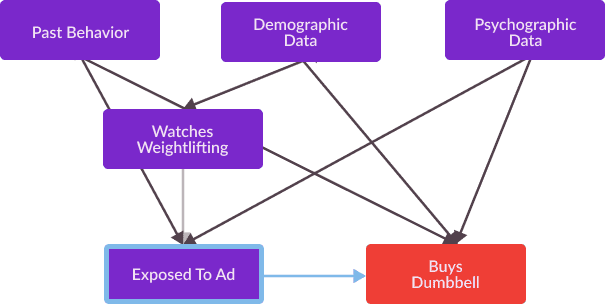 Past Behavior
Demographic
Data
Psychographic
Data
Watches
Weightlifting
Exposed To Ad
Buys
Dumbbell